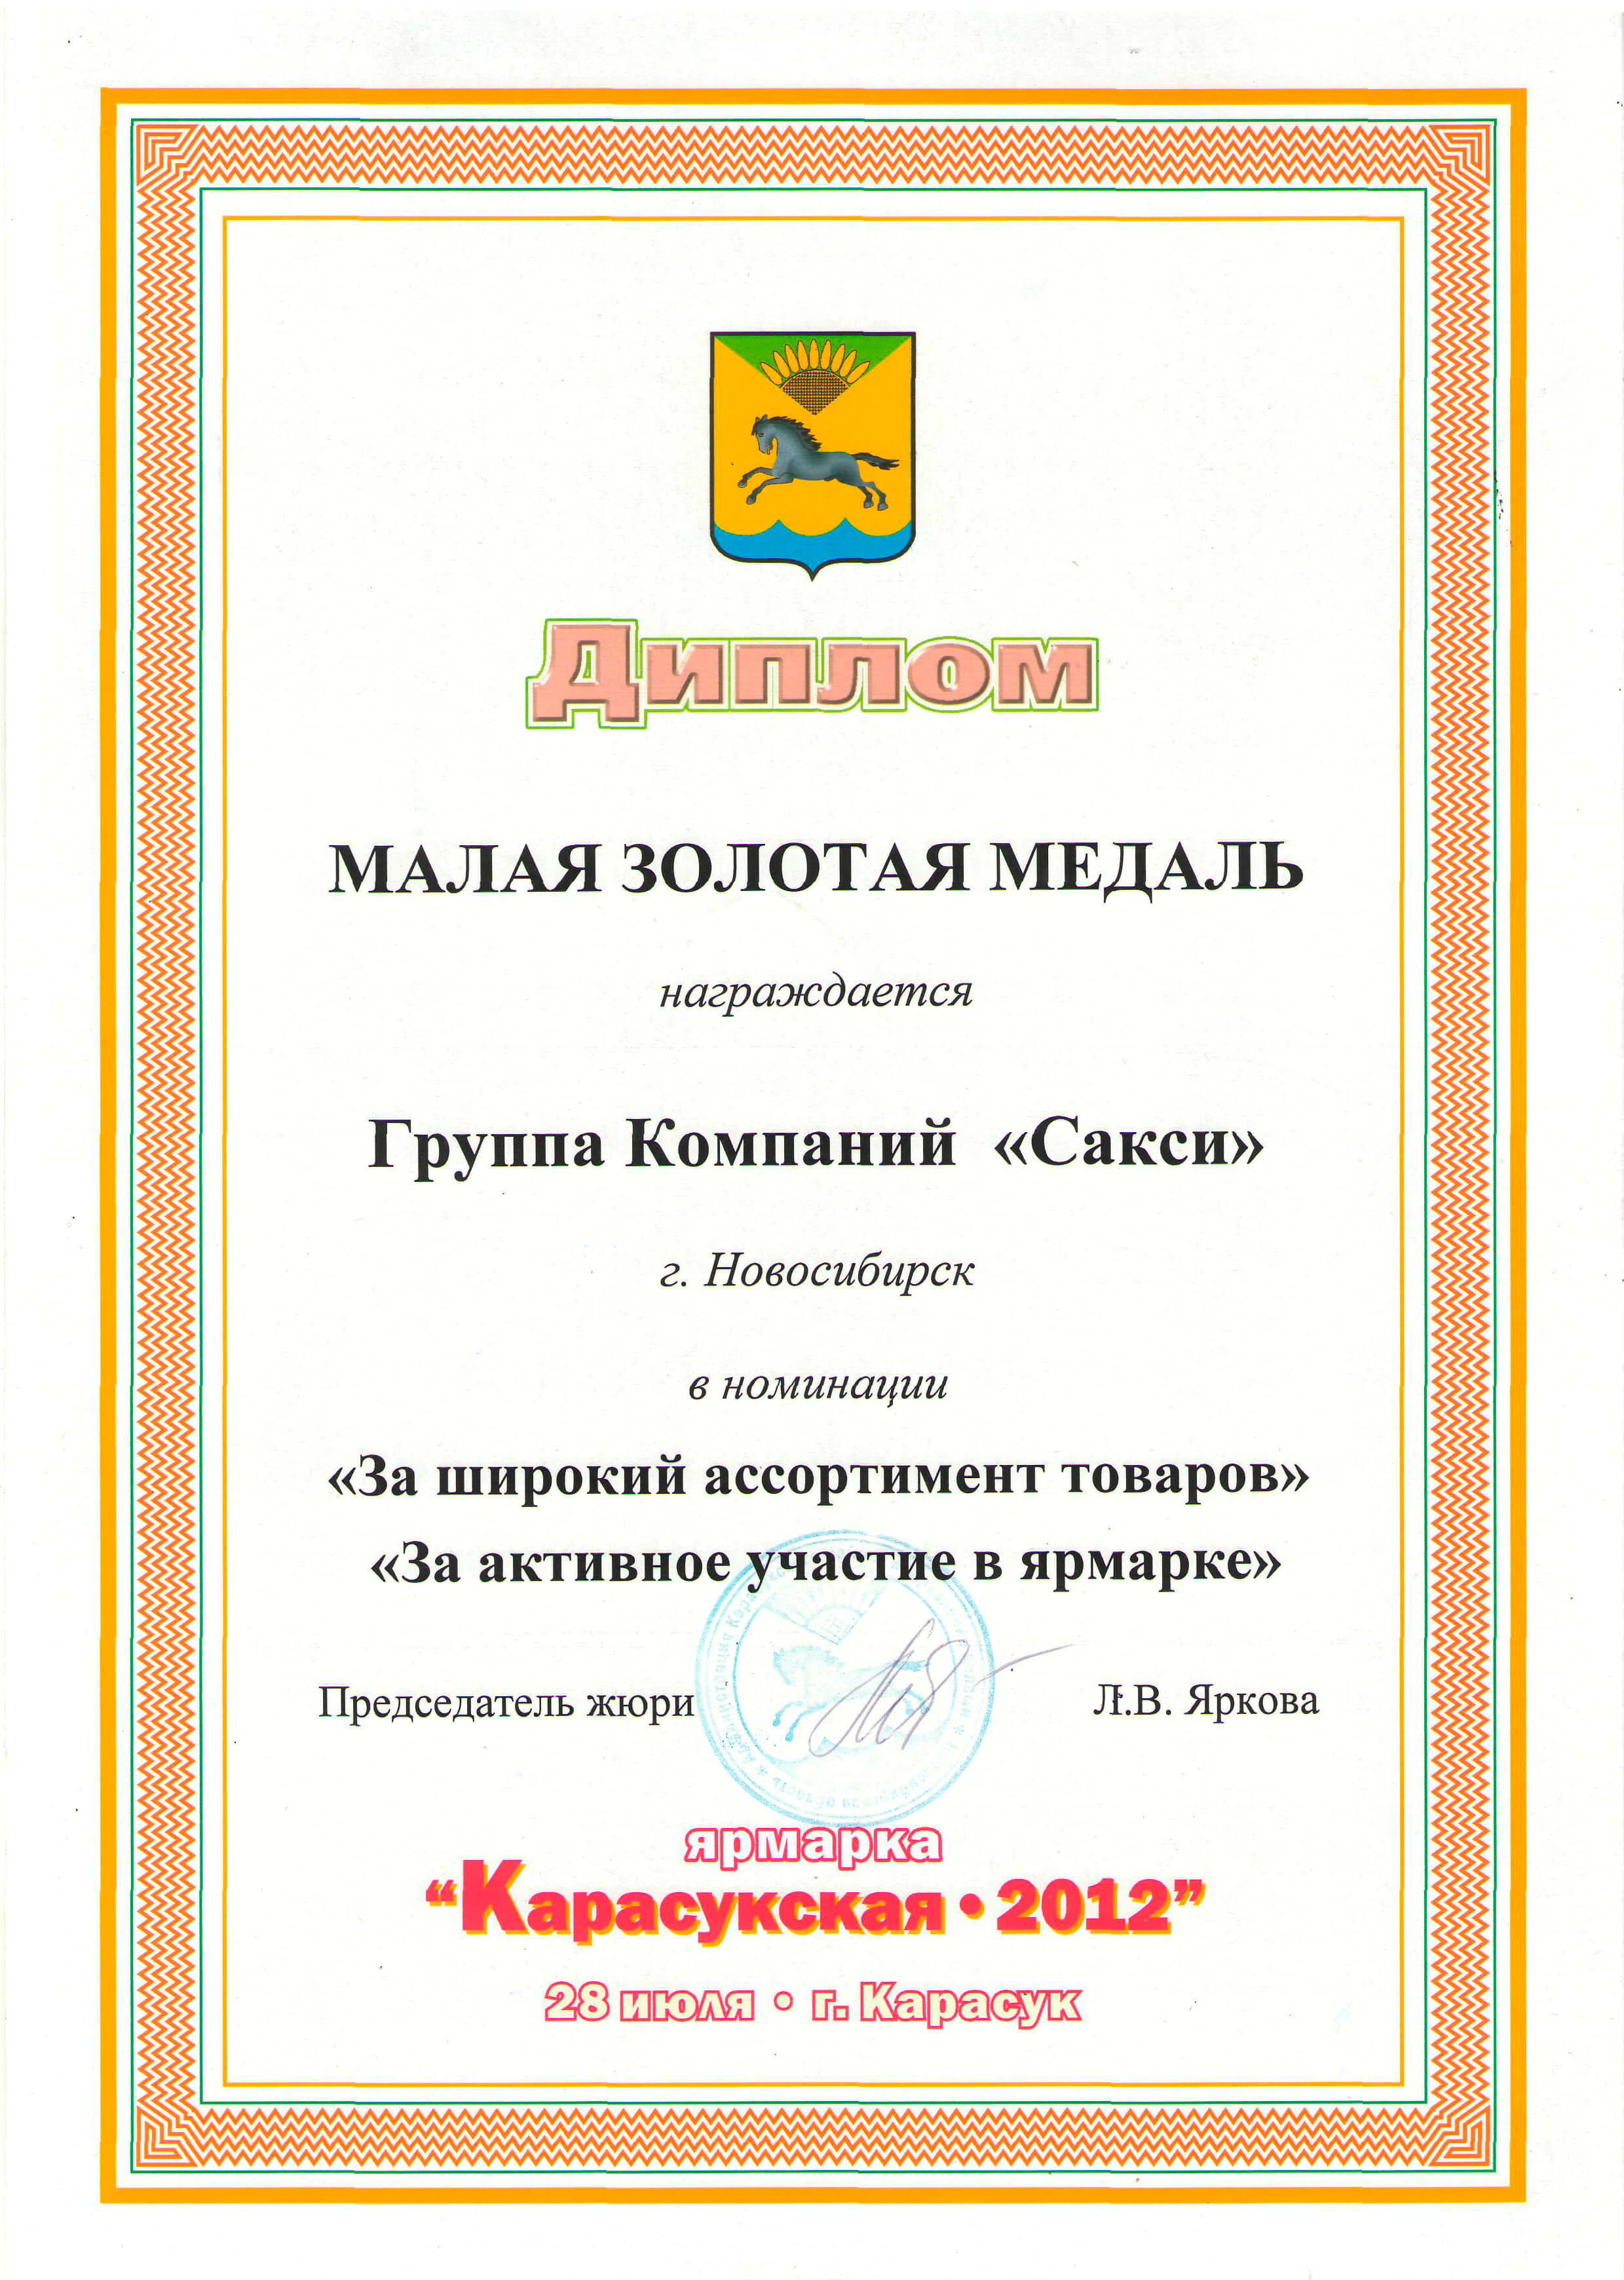 Диплом
МАЛАЯ ЗОЛОТАЯ МЕДАЛЬ
награждается
Группа Компаний «Сакси»
г. Новосибирск
в номинации
«За широкий ассортимент товаров»
«За активное участие в ярмарке»
Председатель жюри
Л.В. Яркова
ярмарка
“Карасукская • 2012”
28 июля • г. Карасук